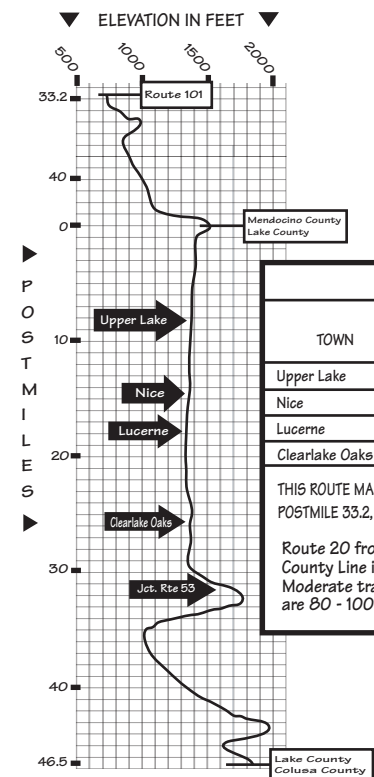 ELEVATION IN FEET
500
1000
1500
2000
33.2
Route 101
40
0
Mendocino County
Lake County
POSTMILES
Upper Lake
10
Nice
Lucerne
20
Clearlake Oaks
30
Jct. Rte 53
40
46.5
Lake County
Colusa County
TOWN
Upper Lake
Nice
Lucerne
Clearlake Oaks
THIS ROUTE MA
POSTMILE 33.2,
Route 20 fro
County Line i
Moderate tra
are 80 - 100